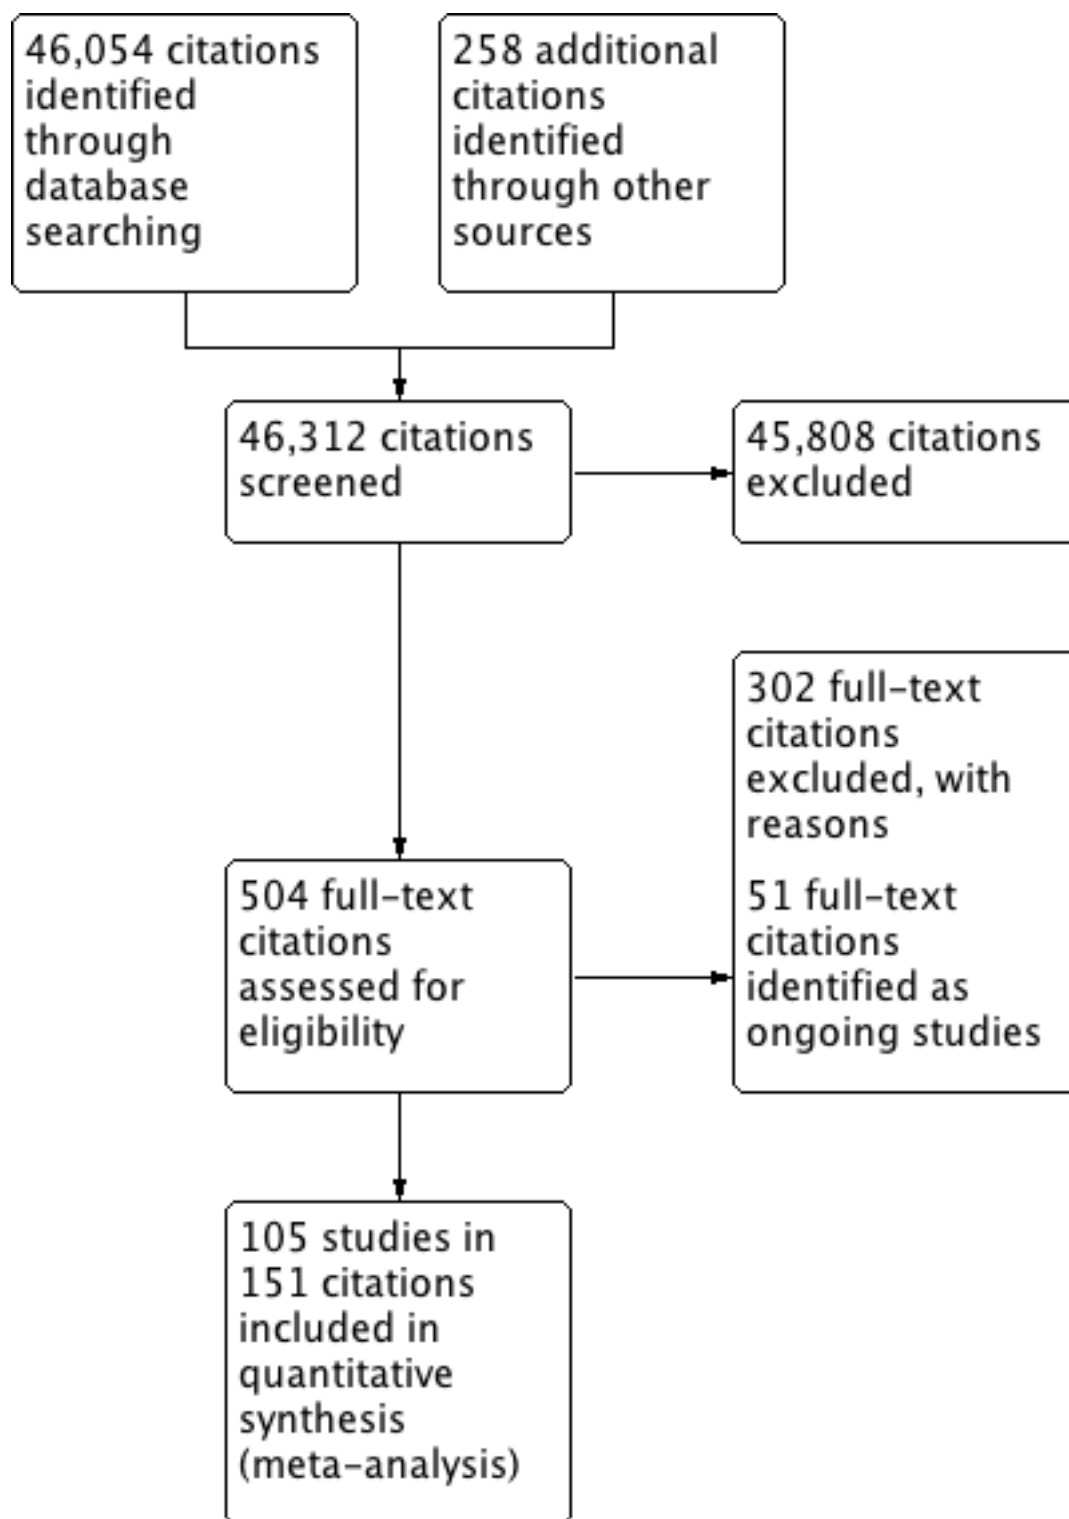 46,054 citations
identified
through
database
searching
258 additional
citations
identified
through other
sources
46,312 citations
screened
45,808 citations
excluded
302 full-text
citations
excluded, with
reasons
51 full-text
citations
identified as
ongoing studies
504 full-text
citations
assessed for
eligibility
105 studies in
151 citations
included in
quantitative
synthesis
(meta-analysis)